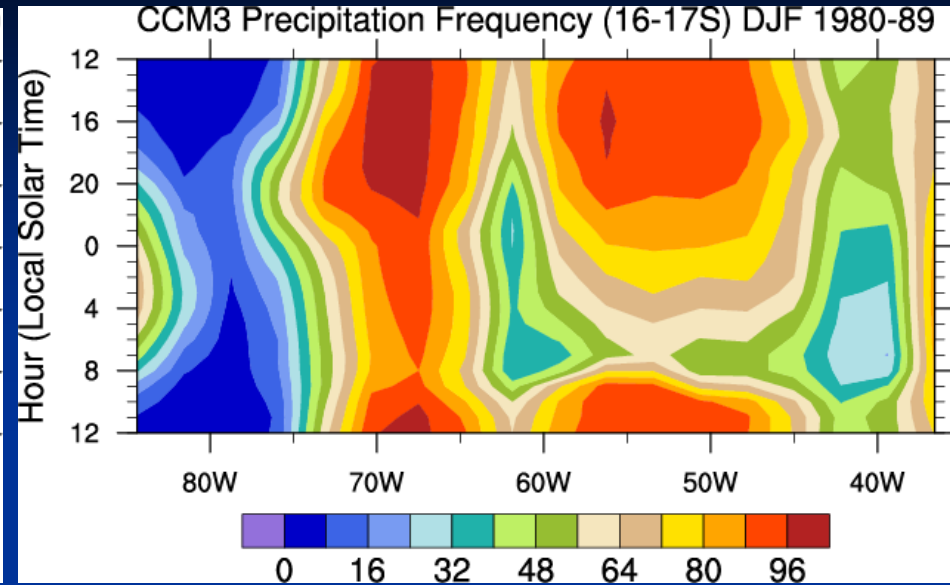 CCM3 Precipitation Frequency (16-17S) DJF 1980-89
Hour (Local Solar Time)
12
16
20
0
4
8
12
80W 70W 60W 50W 40W
0 16 32 48 64 80 96